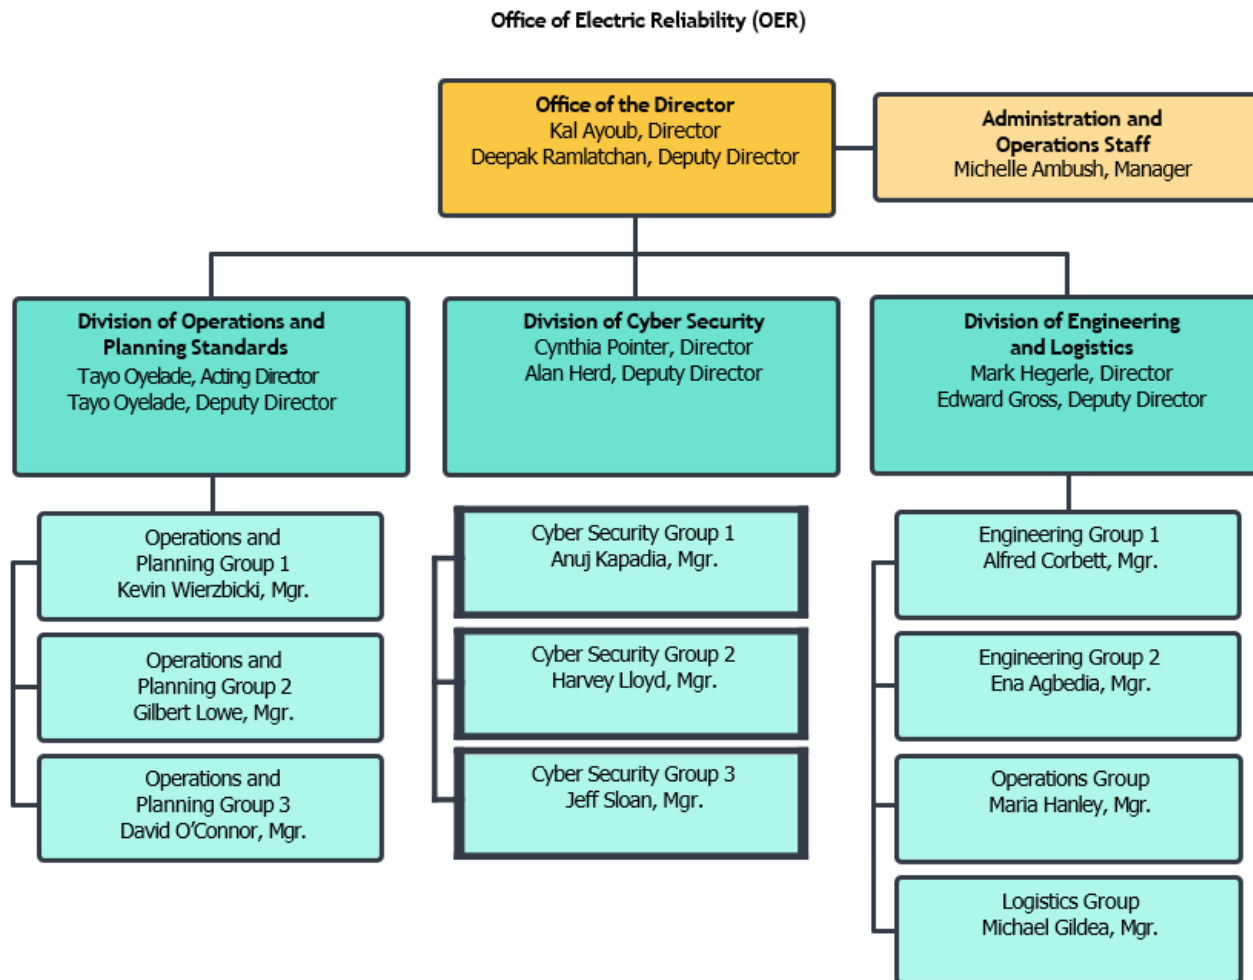 Office of Electric Reliability (OER)
Office of the Director
Kal Ayoub, Director
Deepak Ramlatchan, Deputy Director
Administration and
Operations Staff
Michelle Ambush, Manager
Division of Operations and
Planning Standards
Tayo Oyelade, Acting Director
Tayo Oyelade, Deputy Director
Division of Cyber Security
Cynthia Pointer, Director
Alan Herd, Deputy Director
Division of Engineering
and Logistics
Mark Hegerle, Director
Edward Gross, Deputy Director
Operations and
Planning Group 1
Kevin Wierzbicki, Mgr.
Operations and
Planning Group 2
Gilbert Lowe, Mgr.
Operations and
Planning Group 3
David O’Connor, Mgr.
Cyber Security Group 1
Anuj Kapadia, Mgr.
Cyber Security Group 2
Harvey Lloyd, Mgr.
Cyber Security Group 3
Jeff Sloan, Mgr.
Engineering Group 1
Alfred Corbett, Mgr.
Engineering Group 2
Ena Agbedia, Mgr.
Operations Group
Maria Hanley, Mgr.
Logistics Group
Michael Gildea, Mgr.